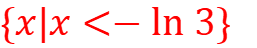 {x|x <− ln 3}